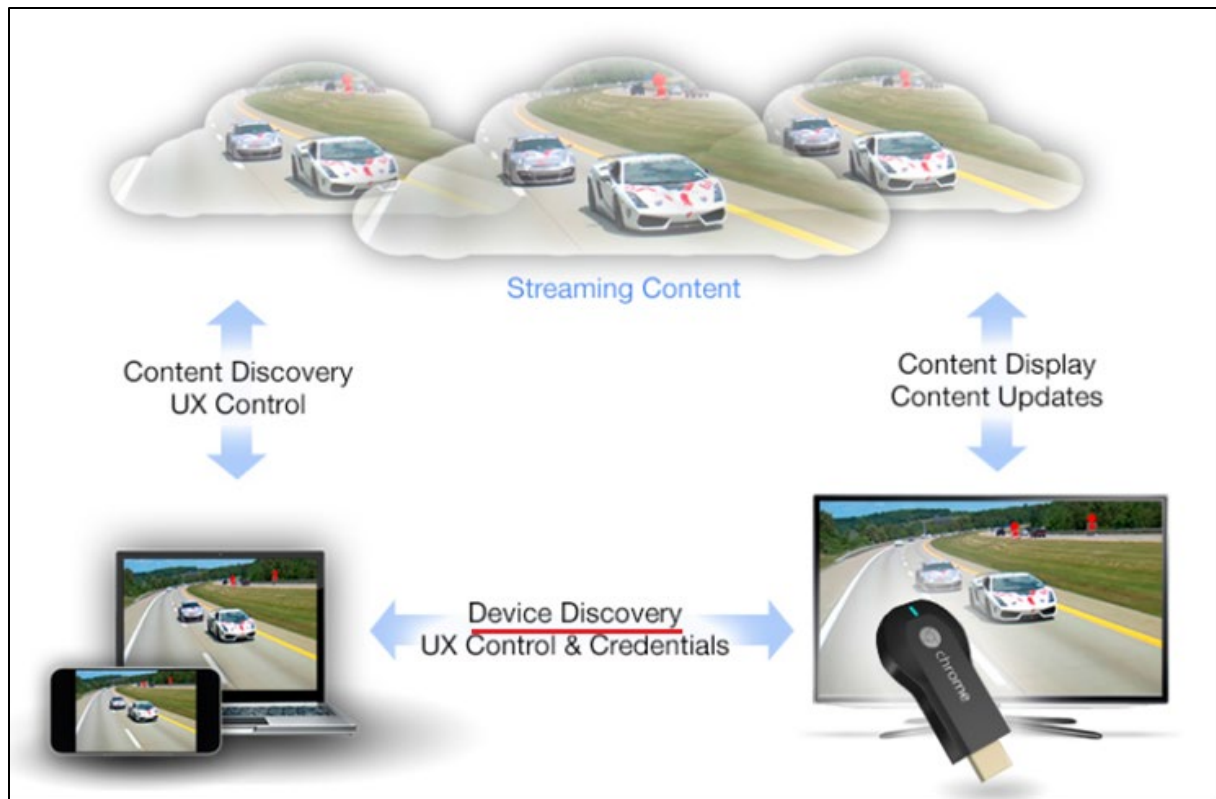 Streaming Content
Content Discovery
UX Control
Content Display
Content Updates
Device Discovery
UX Control & Credentials
chrome